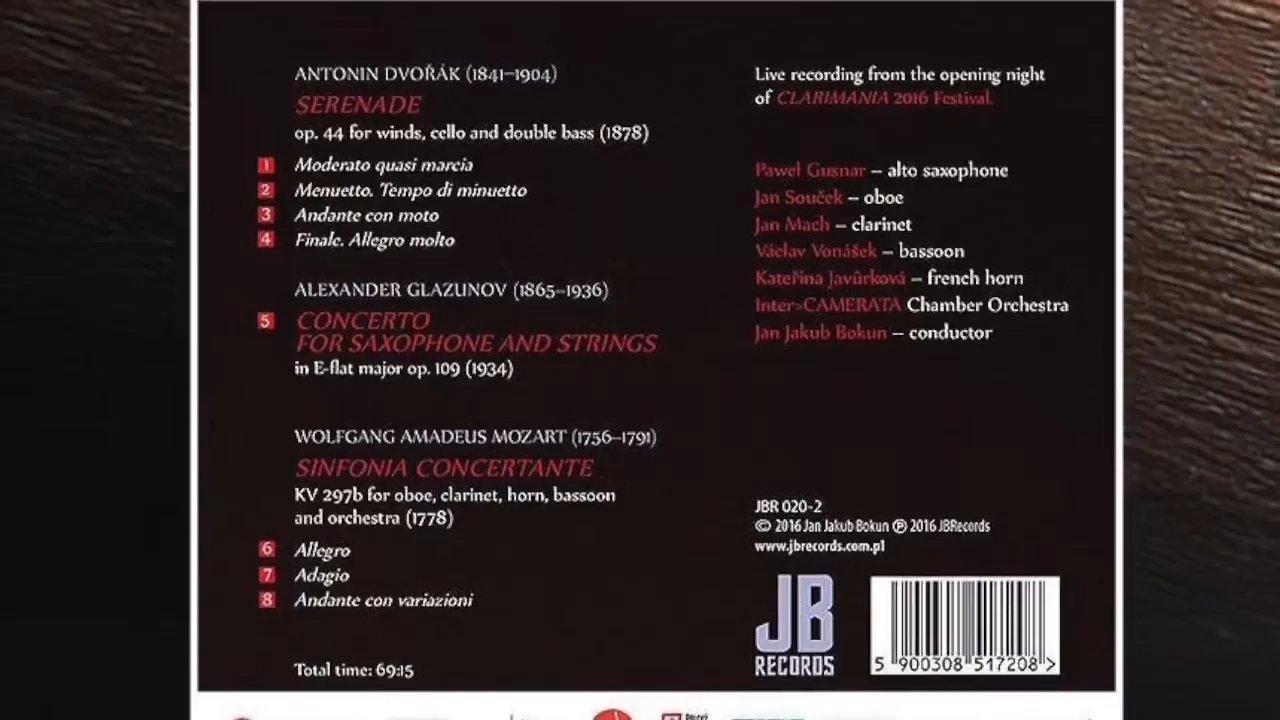 ANTONIN DVOŘÁK (1841–1904)
SERENADE
op. 44 for winds, cello and double bass (1878)
1 Moderato quasi marcia
2 Menuetto. Tempo di minuetto
3 Andante con moto
4 Finale. Allegro molto
ALEXANDER GLAZUNOV (1865–1936)
5 CONCERTO
FOR SAXOPHONE AND STRINGS
in E-flat major op. 109 (1934)
WOLFGANG AMADEUS MOZART (1756–1791)
SINFONIA CONCERTANTE
KV 297b for oboe, clarinet, horn, bassoon
and orchestra (1778)
6 Allegro
7 Adagio
8 Andante con variazioni
Total time: 69:15
Live recording from the opening night
of CLARIMANIA 2016 Festival.
Paweł Gusnar – alto saxophone
Jan Souček – oboe
Jan Mach – clarinet
Václav Vonášek – bassoon
Kateřina Javůrková – french horn
Inter>CAMERATA Chamber Orchestra
Jan Jakub Bokun – conductor
JBR 020-2
© 2016 Jan Jakub Bokun ℗ 2016 JBRecords
www.jbrecords.com.pl
JB
RECORDS
5 900308 517208 >